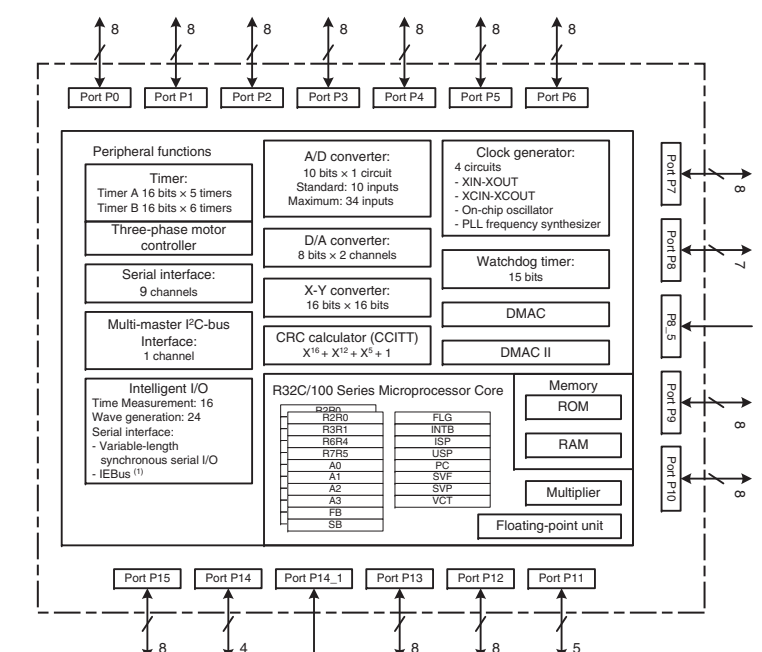 8 8 8 8 8 8 8
Port P0 Port P1 Port P2 Port P3 Port P4 Port P5 Port P6
Peripheral functions
Timer:
Timer A 16 bits × 5 timers
Timer B 16 bits × 6 timers
Three-phase motor
controller
Serial interface:
9 channels
Multi-master I²C-bus
Interface:
1 channel
Intelligent I/O
Time Measurement: 16
Wave generation: 24
Serial interface:
- Variable-length
synchronous serial I/O
- IEBus (1)
A/D converter:
10 bits × 1 circuit
Standard: 10 inputs
Maximum: 34 inputs
D/A converter:
8 bits × 2 channels
X-Y converter:
16 bits × 16 bits
CRC calculator (CCITT)
X¹⁶ + X¹² + X⁵ + 1
Clock generator:
4 circuits
- XIN-XOUT
- XCIN-XCOUT
- On-chip oscillator
- PLL frequency synthesizer
Watchdog timer:
15 bits
DMAC
DMAC II
R32C/100 Series Microprocessor Core
R2R0
R2R0
R3R1
R6R4
R7R5
A0
A1
A2
A3
FB
SB
FLG
INTB
ISP
USP
PC
SVF
SVP
VCT
Memory
ROM
RAM
Multiplier
Floating-point unit
Port P7
8
Port P8
7
P8_5
Port P9
8
Port P10
8
Port P15 Port P14 Port P14_1 Port P13 Port P12 Port P11
8 4 8 8 5